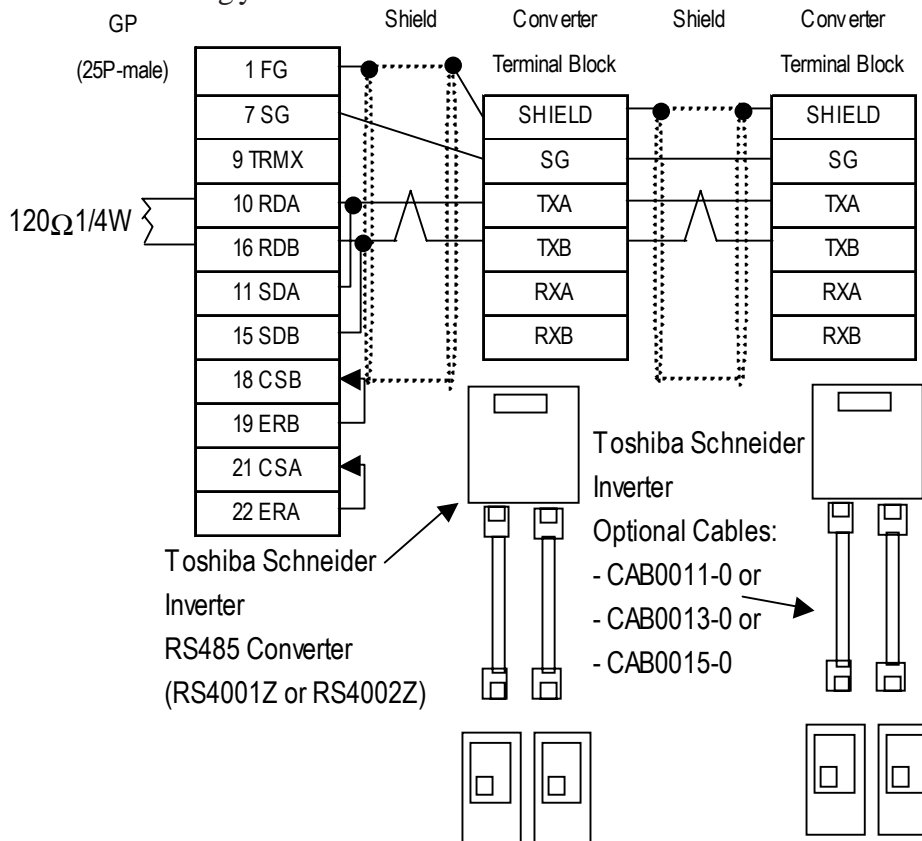 GP
(25P-male)
Shield
Converter
Terminal Block
Shield
Converter
Terminal Block
1 FG
7 SG
9 TRMX
10 RDA
16 RDB
11 SDA
15 SDB
18 CSB
19 ERB
21 CSA
22 ERA
120Ω1/4W
SHIELD
SG
TXA
TXB
RXA
RXB
SHIELD
SG
TXA
TXB
RXA
RXB
Toshiba Schneider
Inverter
RS485 Converter
(RS4001Z or RS4002Z)
Toshiba Schneider
Inverter
Optional Cables:
- CAB0011-0 or
- CAB0013-0 or
- CAB0015-0